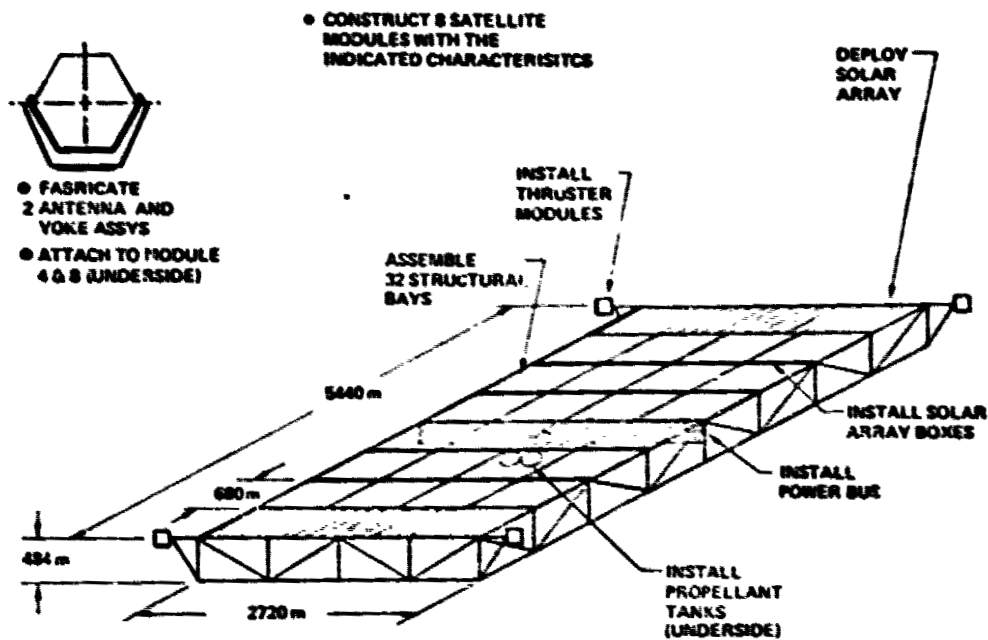 ● CONSTRUCT 8 SATELLITE
MODULES WITH THE
INDICATED CHARACTERISITCS
DEPLOY
SOLAR
ARRAY
● FABRICATE
2 ANTENNA AND
YOKE ASSYS
● ATTACH TO MODULE
4 & 8 (UNDERSIDE)
INSTALL
THRUSTER
MODULES
ASSEMBLE
32 STRUCTURAL
BAYS
5440 m
INSTALL SOLAR
ARRAY BOXES
INSTALL
POWER BUS
680 m
484 m
2720 m
INSTALL
PROPELLANT
TANKS
(UNDERSIDE)